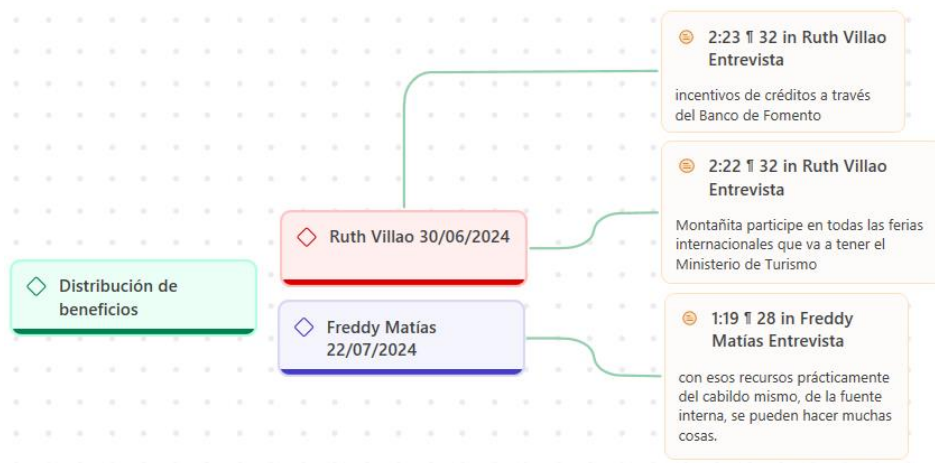 Distribución de
beneficios
Ruth Villao 30/06/2024
Freddy Matías
22/07/2024
2:23 ¶ 32 in Ruth Villao
Entrevista
incentivos de créditos a través
del Banco de Fomento
2:22 ¶ 32 in Ruth Villao
Entrevista
Montañita participe en todas las ferias
internacionales que va a tener el
Ministerio de Turismo
1:19 ¶ 28 in Freddy
Matías Entrevista
con esos recursos prácticamente
del cabildo mismo, de la fuente
interna, se pueden hacer muchas
cosas.